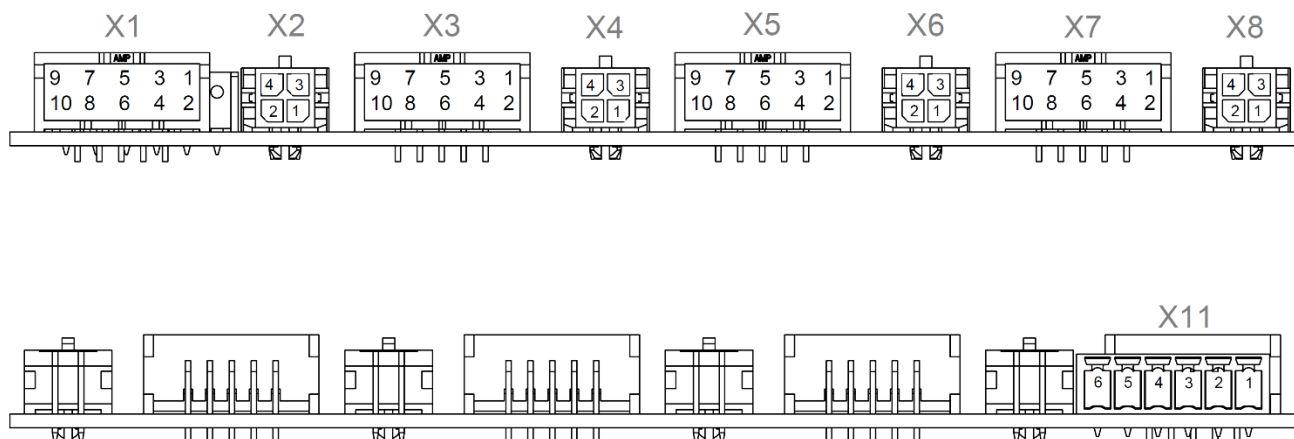 X1 X2 X3 X4 X5 X6 X7 X8
AMP AMP AMP AMP
9 7 5 3 1 4 3 9 7 5 3 1 4 3 9 7 5 3 1 4 3 9 7 5 3 1 4 3
10 8 6 4 2 2 1 10 8 6 4 2 2 1 10 8 6 4 2 2 1 10 8 6 4 2 2 1
X11
6 5 4 3 2 1